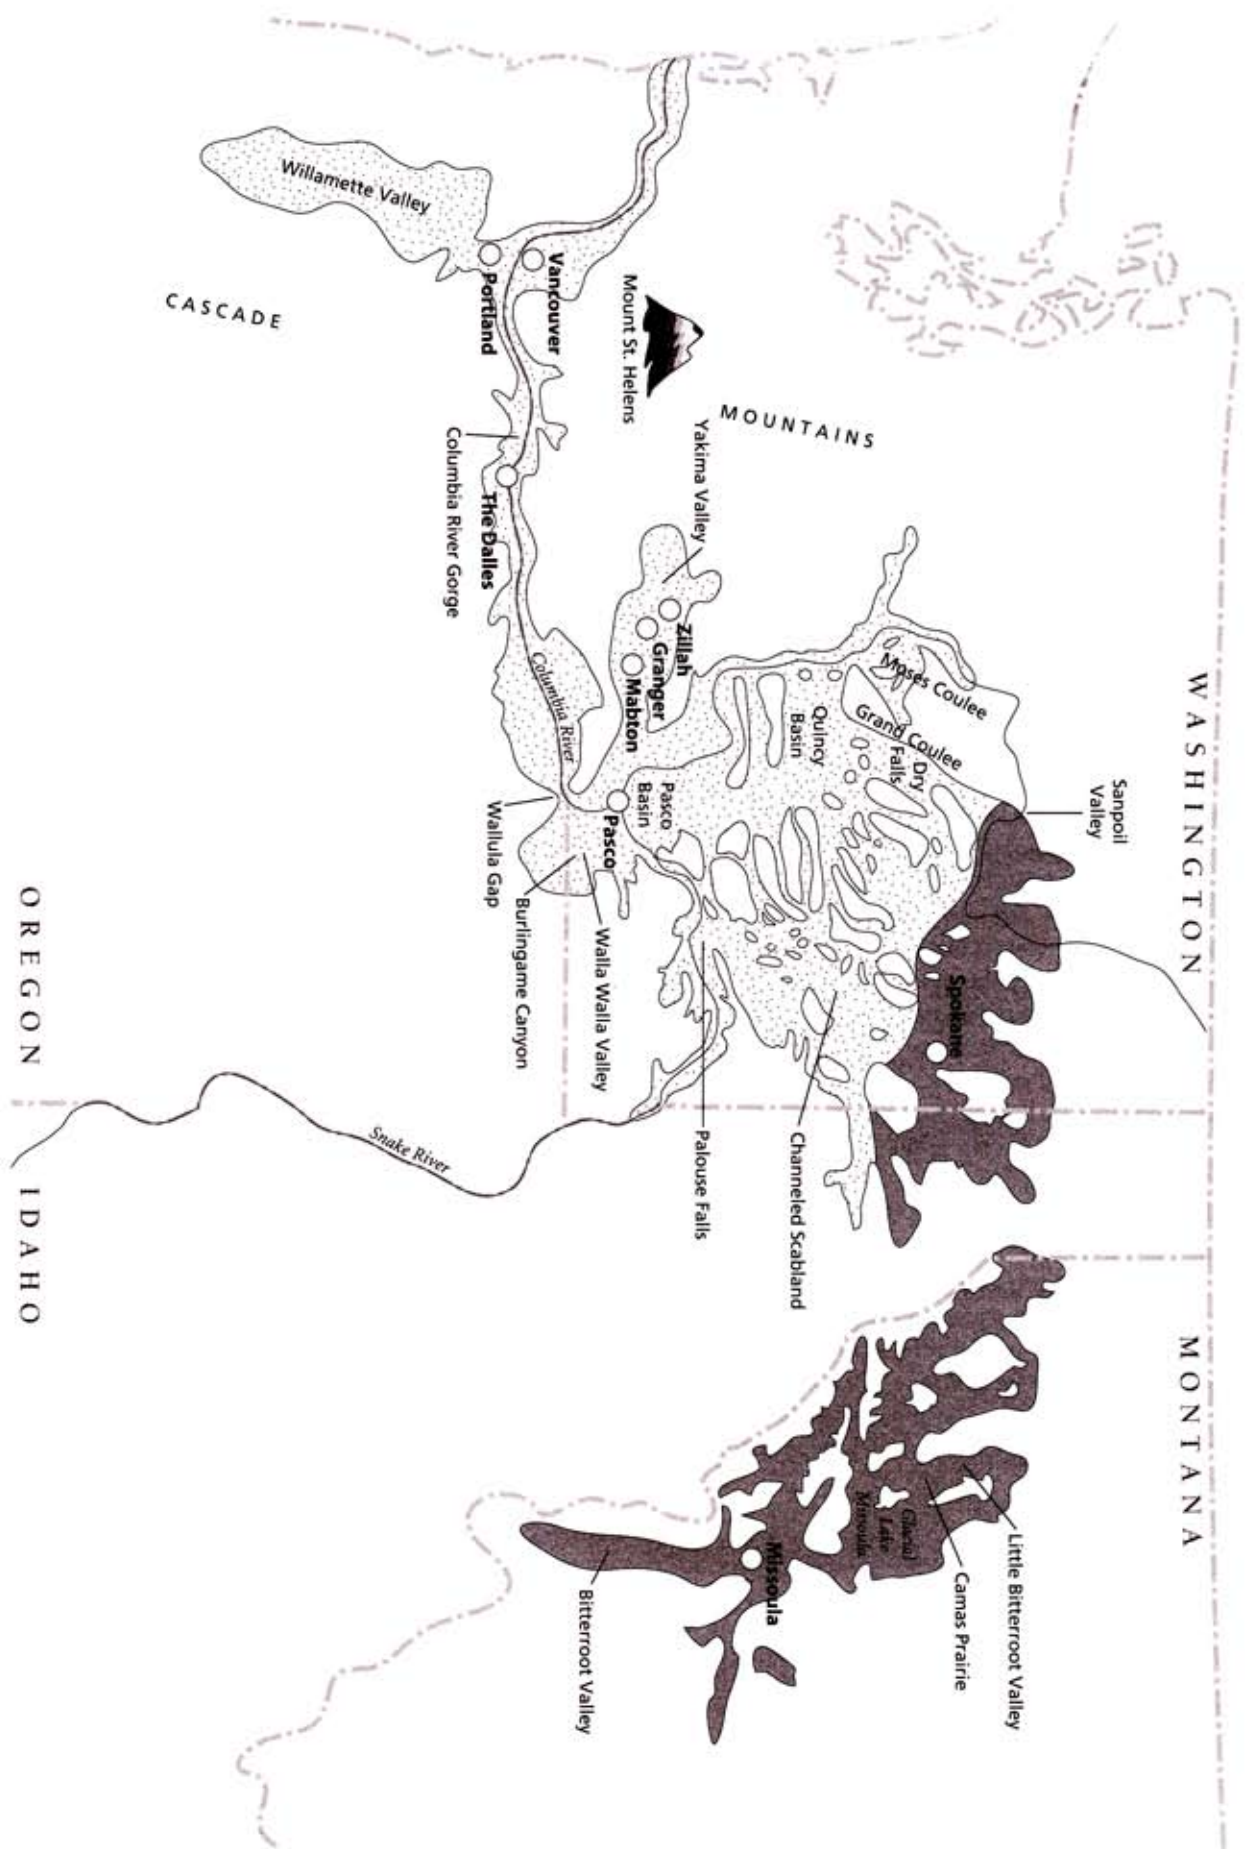 WASHINGTON
MONTANA
Sanpoil
Valley
Little Bitterroot Valley
Camas Prairie
Moses Coulee
Grand Coulee
Dry
Falls
Spokane
Glacial
Lake
Missoula
MOUNTAINS
Quincy
Basin
Channeled Scabland
Missoula
Yakima Valley
Zillah
Granger
Mabton
Pasco
Basin
Palouse Falls
Mount St. Helens
Pasco
Walla Walla Valley
Bitterroot Valley
Vancouver
Columbia River
Burlingame Canyon
Portland
The Dalles
Wallula Gap
Columbia River Gorge
Willamette Valley
Snake River
CASCADE
OREGON
IDAHO